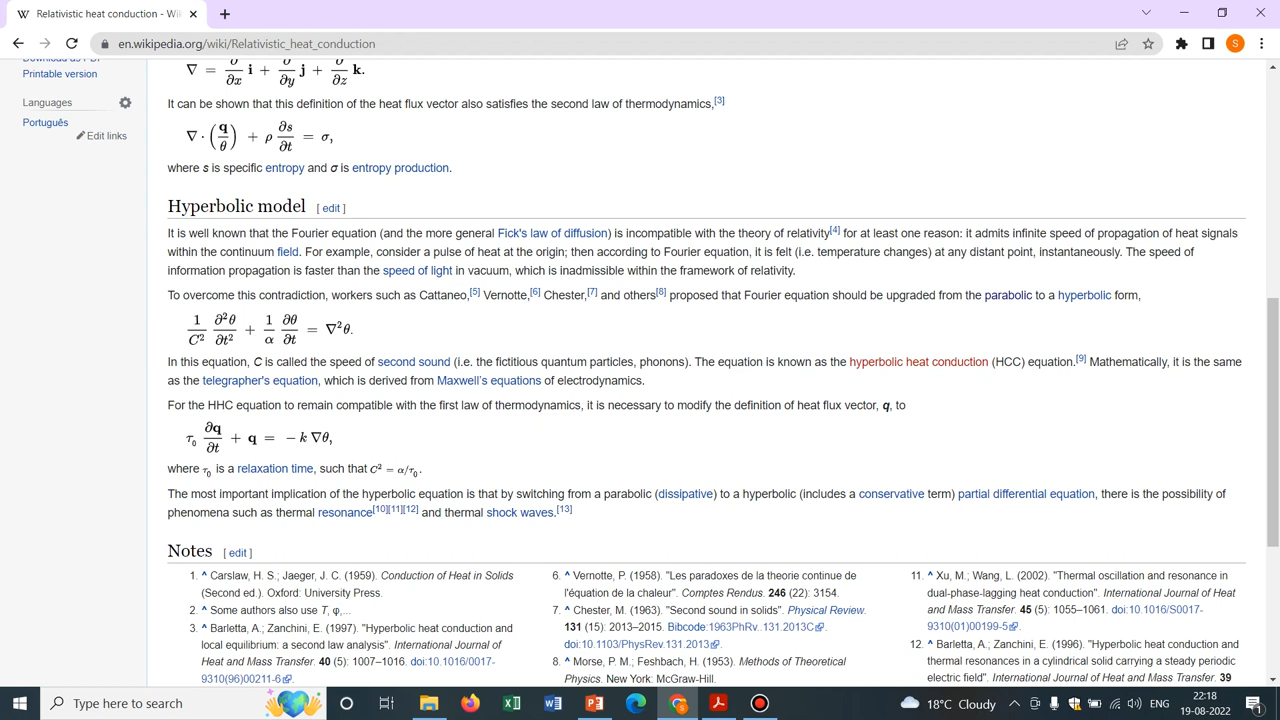 Relativistic heat conduction - Wi
en.wikipedia.org/wiki/Relativistic_heat_conduction
S
Printable version
Languages
Português
Edit links
∇ = ∂/∂x i + ∂/∂y j + ∂/∂z k.
It can be shown that this definition of the heat flux vector also satisfies the second law of thermodynamics,[3]
∇ · (q/θ) + ρ ∂s/∂t = σ,
where s is specific entropy and σ is entropy production.
Hyperbolic model [ edit ]
It is well known that the Fourier equation (and the more general Fick's law of diffusion) is incompatible with the theory of relativity[4] for at least one reason: it admits infinite speed of propagation of heat signals
within the continuum field. For example, consider a pulse of heat at the origin; then according to Fourier equation, it is felt (i.e. temperature changes) at any distant point, instantaneously. The speed of
information propagation is faster than the speed of light in vacuum, which is inadmissible within the framework of relativity.
To overcome this contradiction, workers such as Cattaneo,[5] Vernotte,[6] Chester,[7] and others[8] proposed that Fourier equation should be upgraded from the parabolic to a hyperbolic form,
1/C² ∂²θ/∂t² + 1/α ∂θ/∂t = ∇²θ.
In this equation, C is called the speed of second sound (i.e. the fictitious quantum particles, phonons). The equation is known as the hyperbolic heat conduction (HCC) equation.[9] Mathematically, it is the same
as the telegrapher's equation, which is derived from Maxwell's equations of electrodynamics.
For the HHC equation to remain compatible with the first law of thermodynamics, it is necessary to modify the definition of heat flux vector, q, to
τ₀ ∂q/∂t + q = − k ∇θ,
where τ₀ is a relaxation time, such that C² = α/τ₀.
The most important implication of the hyperbolic equation is that by switching from a parabolic (dissipative) to a hyperbolic (includes a conservative term) partial differential equation, there is the possibility of
phenomena such as thermal resonance[10][11][12] and thermal shock waves.[13]
Notes [ edit ]
1. ^ Carslaw, H. S.; Jaeger, J. C. (1959). Conduction of Heat in Solids
(Second ed.). Oxford: University Press.
2. ^ Some authors also use T, φ,...
3. ^ Barletta, A.; Zanchini, E. (1997). "Hyperbolic heat conduction and
local equilibrium: a second law analysis". International Journal of
Heat and Mass Transfer. 40 (5): 1007–1016. doi:10.1016/0017-
9310(96)00211-6.
6. ^ Vernotte, P. (1958). "Les paradoxes de la theorie continue de
l'équation de la chaleur". Comptes Rendus. 246 (22): 3154.
7. ^ Chester, M. (1963). "Second sound in solids". Physical Review.
131 (15): 2013–2015. Bibcode:1963PhRv..131.2013C.
doi:10.1103/PhysRev.131.2013.
8. ^ Morse, P. M.; Feshbach, H. (1953). Methods of Theoretical
Physics. New York: McGraw-Hill.
11. ^ Xu, M.; Wang, L. (2002). "Thermal oscillation and resonance in
dual-phase-lagging heat conduction". International Journal of Heat
and Mass Transfer. 45 (5): 1055–1061. doi:10.1016/S0017-
9310(01)00199-5.
12. ^ Barletta, A.; Zanchini, E. (1996). "Hyperbolic heat conduction and
thermal resonances in a cylindrical solid carrying a steady periodic
electric field". International Journal of Heat and Mass Transfer. 39
Type here to search
18°C Cloudy
ENG
22:18
19-08-2022